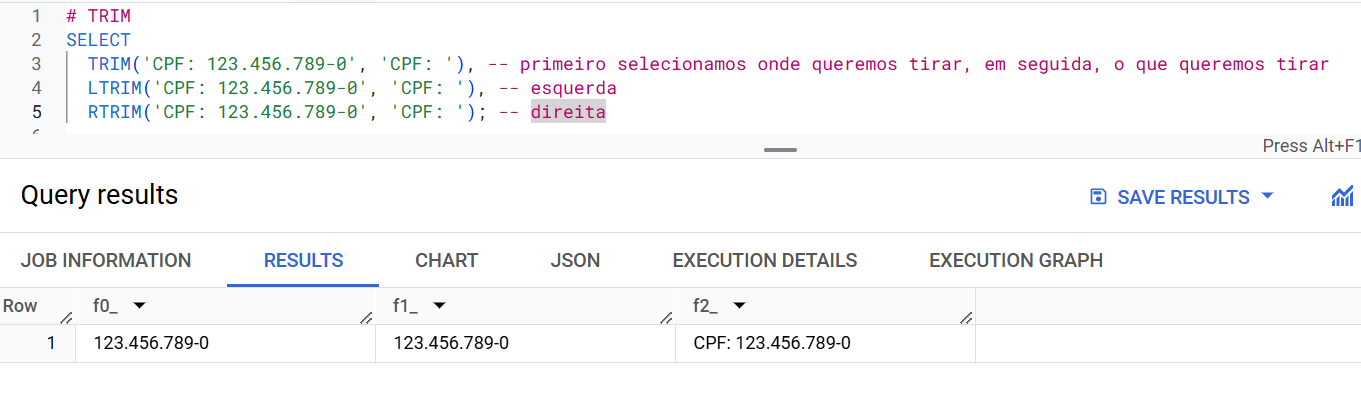 1 # TRIM
2 SELECT
3 TRIM('CPF: 123.456.789-0', 'CPF: '), -- primeiro selecionamos onde queremos tirar, em seguida, o que queremos tirar
4 LTRIM('CPF: 123.456.789-0', 'CPF: '), -- esquerda
5 RTRIM('CPF: 123.456.789-0', 'CPF: '); -- direita
Press Alt+F1
Query results
SAVE RESULTS
JOB INFORMATION RESULTS CHART JSON EXECUTION DETAILS EXECUTION GRAPH
Row f0_ f1_ f2_
1 123.456.789-0 123.456.789-0 CPF: 123.456.789-0